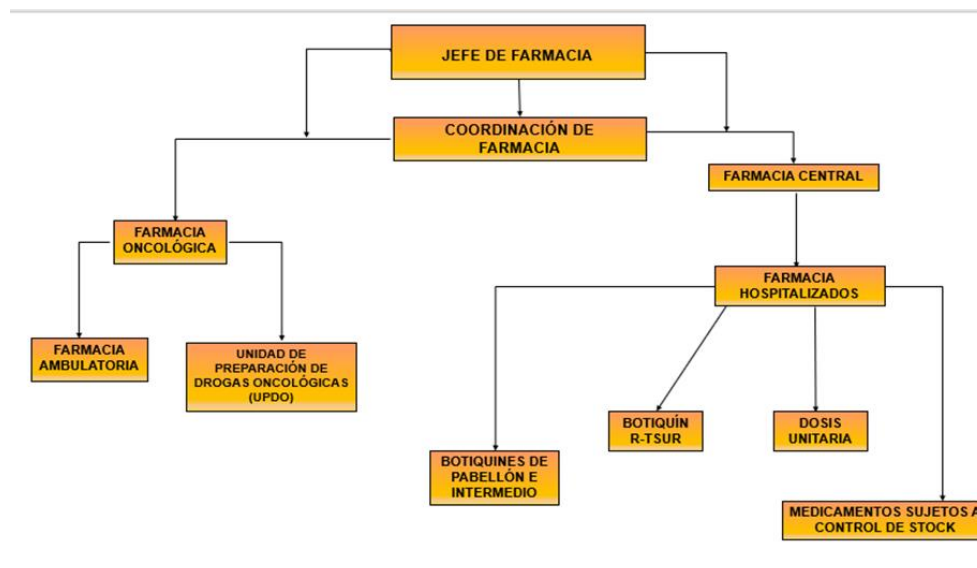 JEFE DE FARMACIA
COORDINACIÓN DE
FARMACIA
FARMACIA CENTRAL
FARMACIA
ONCOLÓGICA
FARMACIA
HOSPITALIZADOS
FARMACIA
AMBULATORIA
UNIDAD DE
PREPARACIÓN DE
DROGAS ONCOLÓGICAS
(UPDO)
BOTIQUÍN
R-TSUR
DOSIS
UNITARIA
BOTIQUINES DE
PABELLÓN E
INTERMEDIO
MEDICAMENTOS SUJETOS A
CONTROL DE STOCK